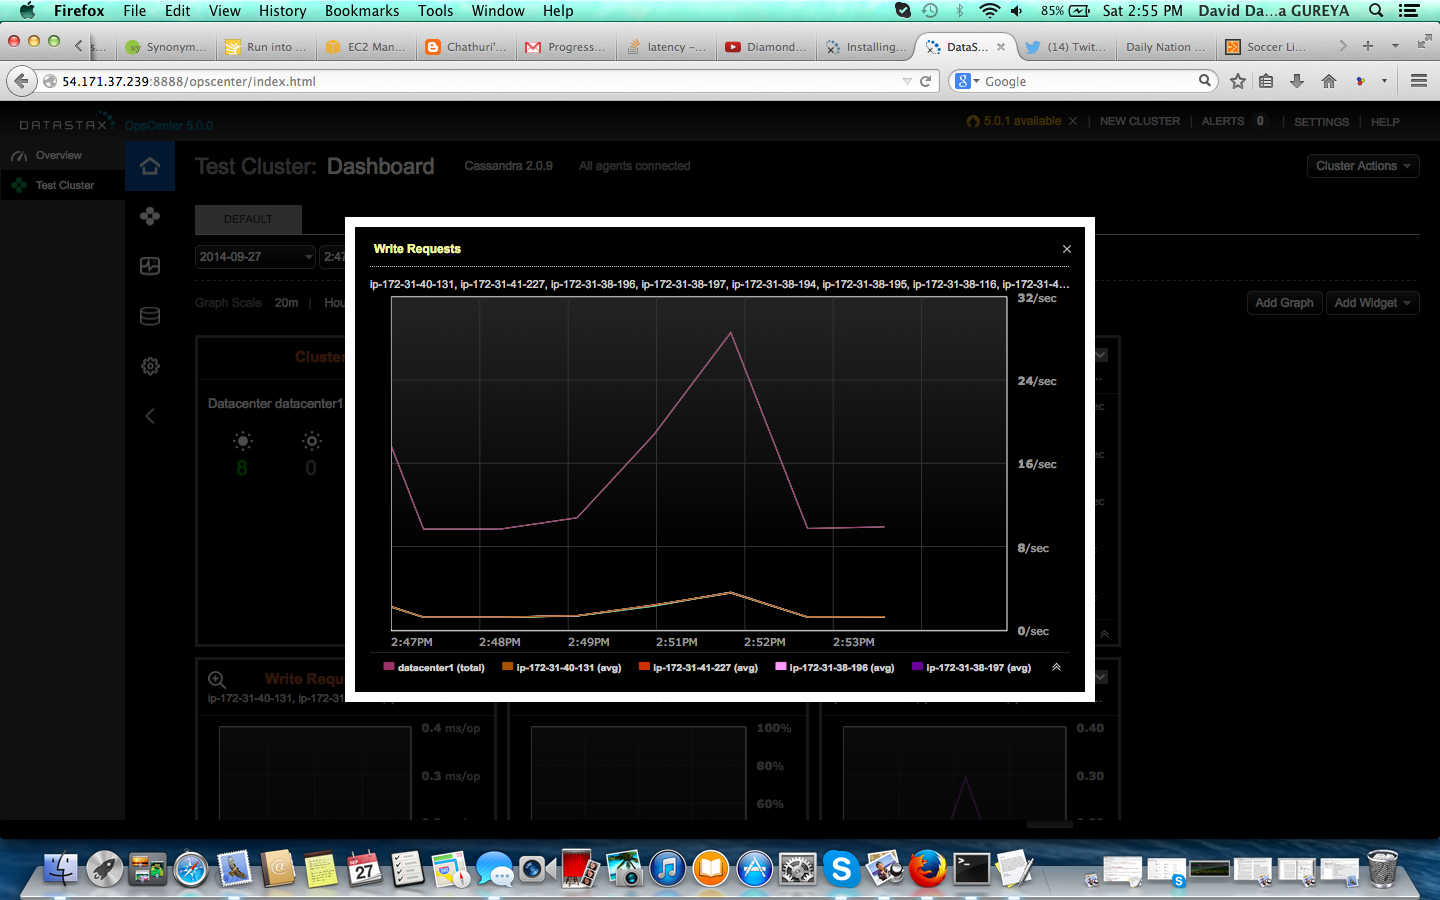 Firefox File Edit View History Bookmarks Tools Window Help 85% Sat 2:55 PM David Da...a GUREYA
s... Synonym... Run into ... EC2 Man... Chathuri'... Progress... latency –... Diamond... Installing... DataS... (14) Twit... Daily Nation ... Soccer Li...
54.171.37.239:8888/opscenter/index.html Google
DATASTAX OpsCenter 5.0.0 5.0.1 available NEW CLUSTER ALERTS 0 SETTINGS HELP
Overview
Test Cluster
Test Cluster: Dashboard Cassandra 2.0.9 All agents connected Cluster Actions
DEFAULT
2014-09-27 2:47
Graph Scale 20m Hou Add Graph Add Widget
Write Requests
ip-172-31-40-131, ip-172-31-41-227, ip-172-31-38-196, ip-172-31-38-197, ip-172-31-38-194, ip-172-31-38-195, ip-172-31-38-116, ip-172-31-4...
32/sec
24/sec
16/sec
8/sec
0/sec
2:47PM 2:48PM 2:49PM 2:51PM 2:52PM 2:53PM
datacenter1 (total) ip-172-31-40-131 (avg) ip-172-31-41-227 (avg) ip-172-31-38-196 (avg) ip-172-31-38-197 (avg)
Cluster
Datacenter datacenter1
8 0
Write Requ
ip-172-31-40-131, ip-172-31-
0.4 ms/op 100% 0.40
0.3 ms/op 80% 0.30
60%
SEP
27